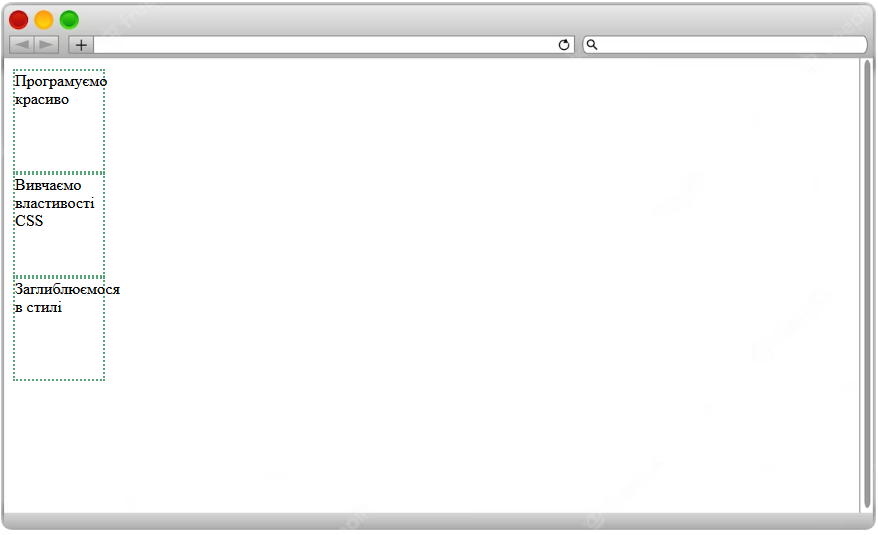 Програмуємо
красиво
Вивчаємо
властивості
CSS
Заглиблюємося
в стилі